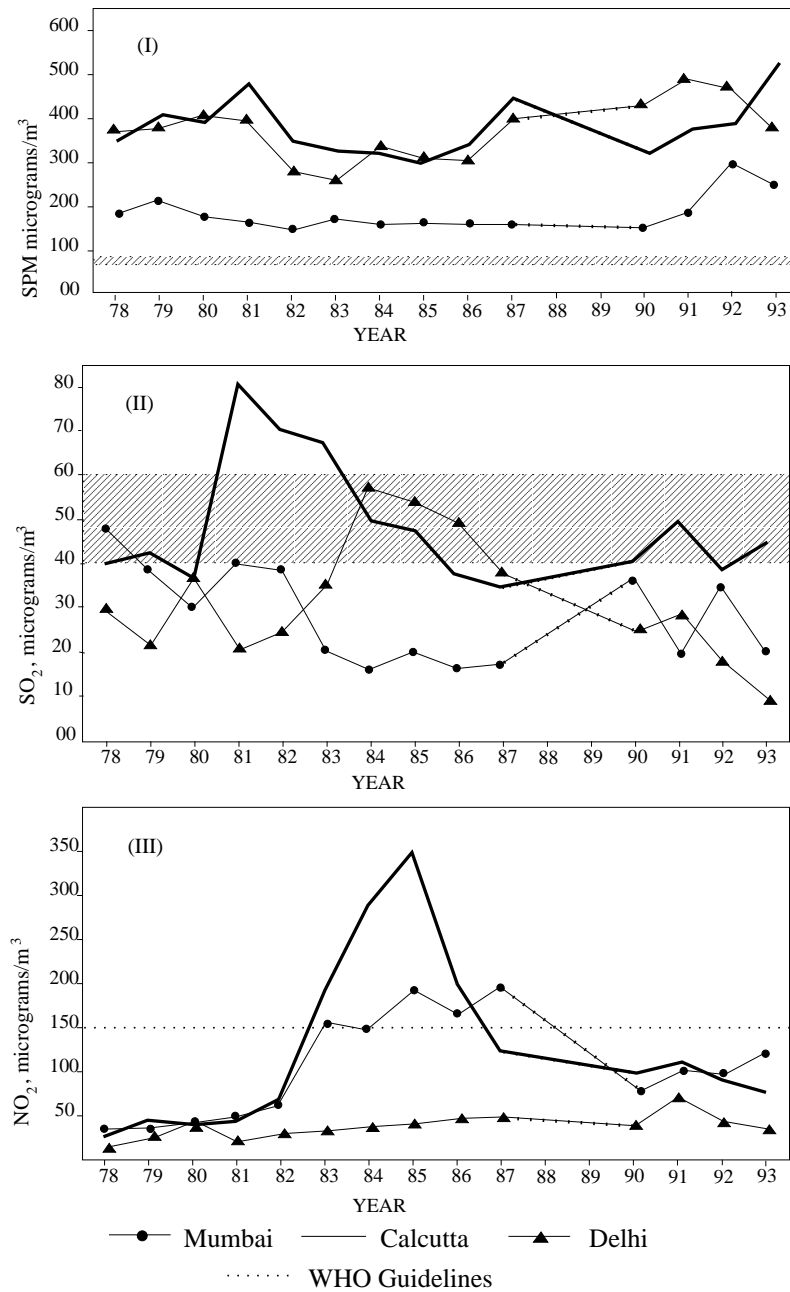 (I)
600
500
400
300
200
100
00
SPM micrograms/m³
78 79 80 81 82 83 84 85 86 87 88 89 90 91 92 93
YEAR
(II)
80
70
60
50
40
30
20
10
00
SO₂, micrograms/m³
78 79 80 81 82 83 84 85 86 87 88 89 90 91 92 93
YEAR
(III)
350
300
250
200
150
100
50
NO₂, micrograms/m³
78 79 80 81 82 83 84 85 86 87 88 89 90 91 92 93
YEAR
Mumbai Calcutta Delhi
WHO Guidelines